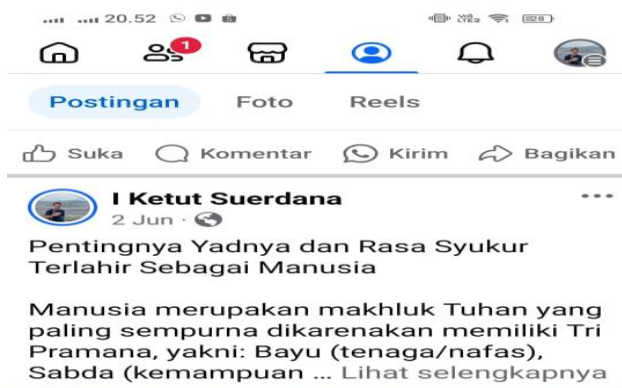 20.52
1
Postingan Foto Reels
Suka Komentar Kirim Bagikan
I Ketut Suerdana
2 Jun ·
Pentingnya Yadnya dan Rasa Syukur
Terlahir Sebagai Manusia
Manusia merupakan makhluk Tuhan yang
paling sempurna dikarenakan memiliki Tri
Pramana, yakni: Bayu (tenaga/nafas),
Sabda (kemampuan ... Lihat selengkapnya